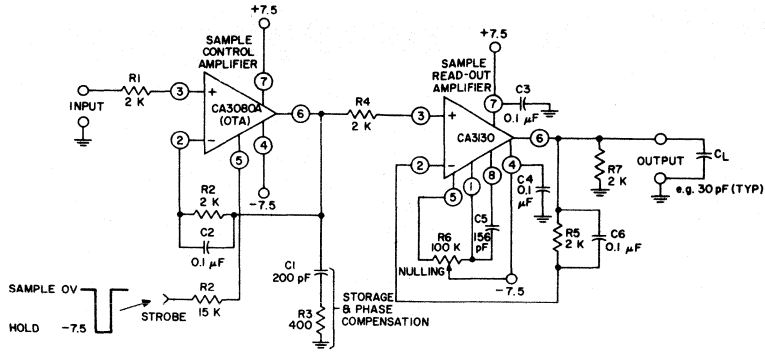 +7.5
SAMPLE
CONTROL
AMPLIFIER
+7.5
SAMPLE
READ-OUT
AMPLIFIER
C3
0.1 µF
R1
2 K
INPUT
3
+
7
CA3080A
(OTA)
6
R4
2 K
3
+
7
CA3130
6
2
−
5
4
-7.5
2
−
5
1
8
4
C4
0.1
µF
R7
2 K
OUTPUT
CL
e.g. 30 pF (TYP)
R2
2 K
C2
0.1 µF
R6
100 K
NULLING
C5
156
pF
-7.5
R5
2 K
C6
0.1 µF
C1
200 pF
R3
400
STORAGE
& PHASE
COMPENSATION
SAMPLE 0V
HOLD -7.5
STROBE
R2
15 K